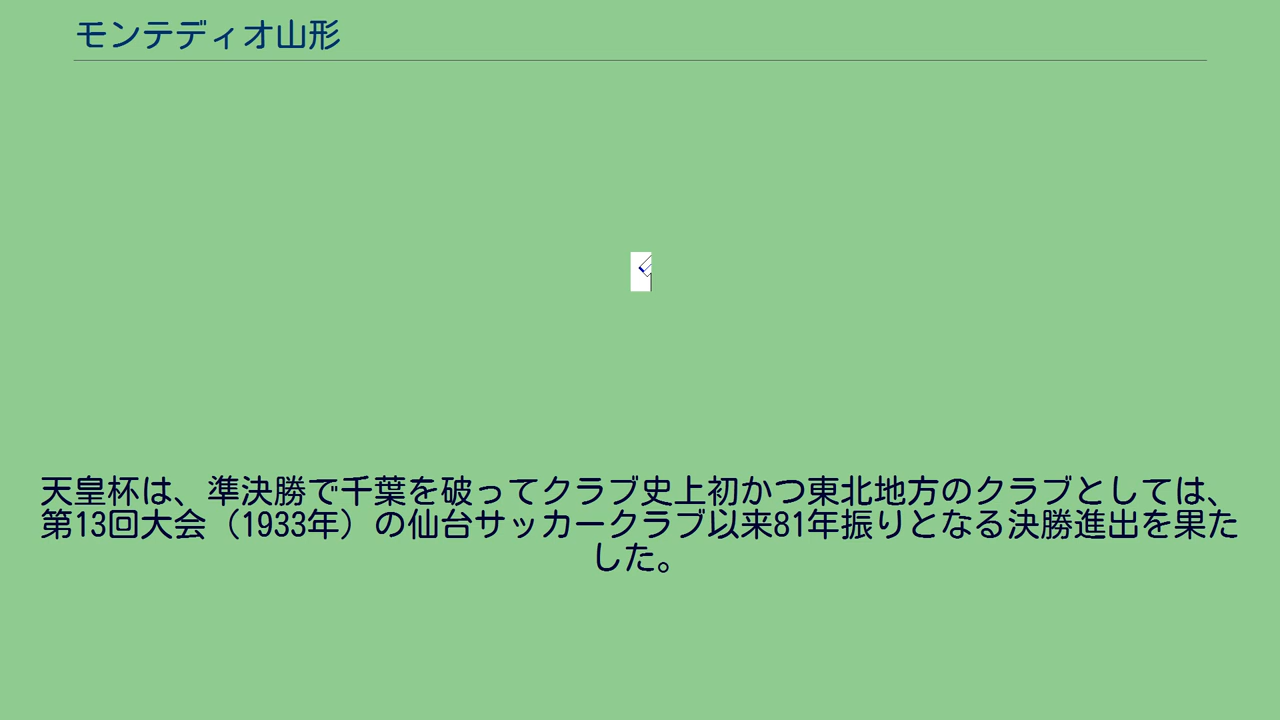 モンテディオ山形
天皇杯は、準決勝で千葉を破ってクラブ史上初かつ東北地方のクラブとしては、
第13回大会（1933年）の仙台サッカークラブ以来81年振りとなる決勝進出を果た
した。